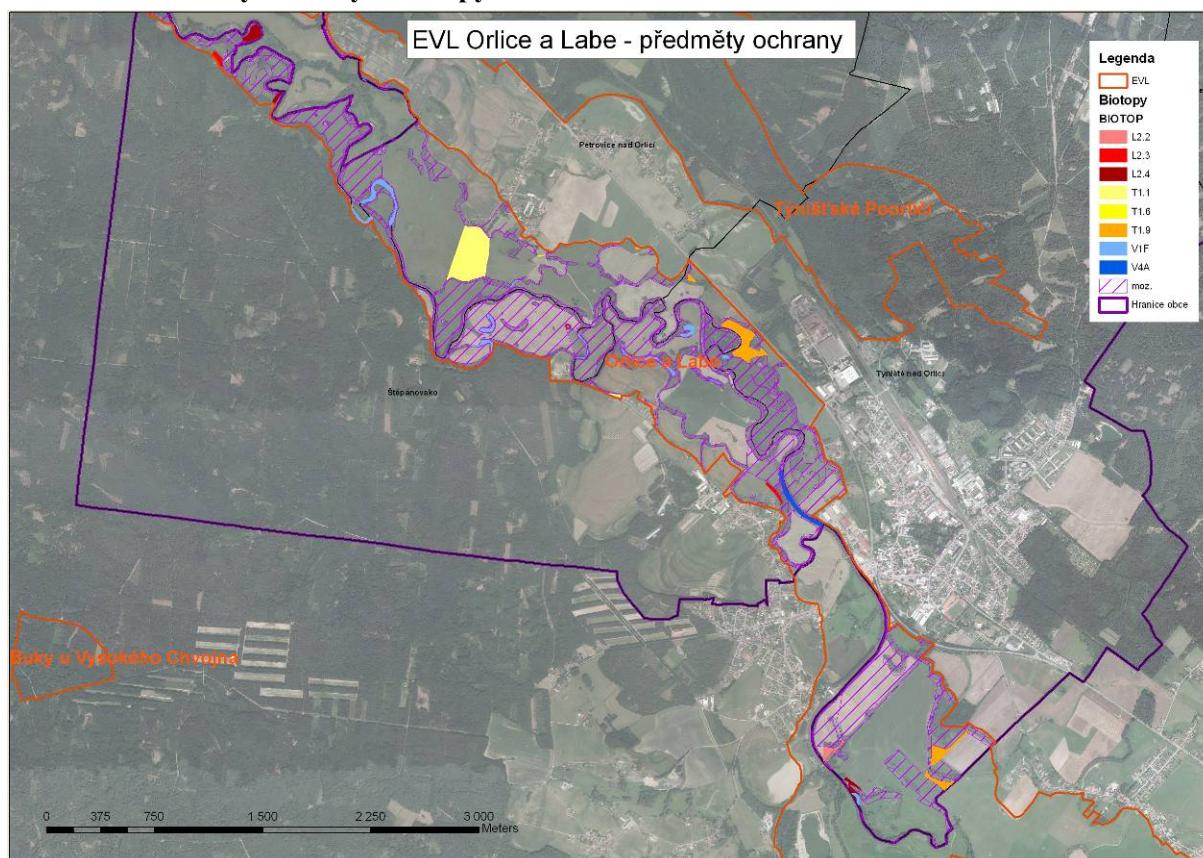 EVL Orlice a Labe - předměty ochrany
Legenda
EVL
Biotopy
BIOTOP
L2.2
L2.3
L2.4
T1.1
T1.6
T1.9
V1F
V4A
moz.
Hranice obce
Petrovice nad Orlicí
Týnišťské Poorličí
Orlice a Labe
Týniště nad Orlicí
Štěpánovsko
Buky u Vysokého Chvojna
0 375 750 1 500 2 250 3 000
Meters